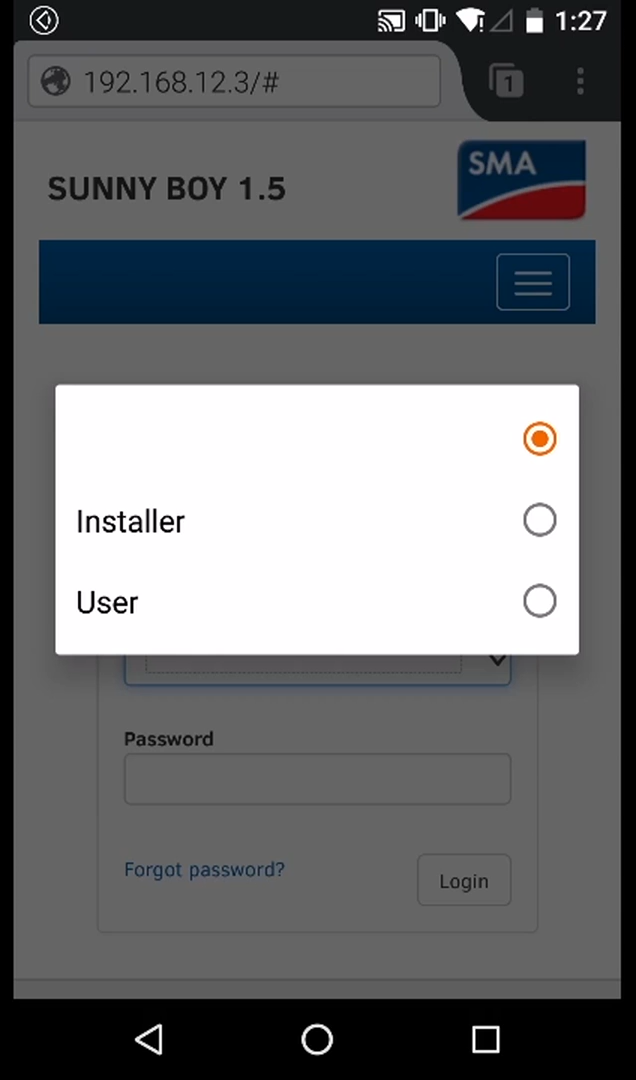 1:27
192.168.12.3/#
1
SUNNY BOY 1.5
SMA
Installer
User
Password
Forgot password?
Login